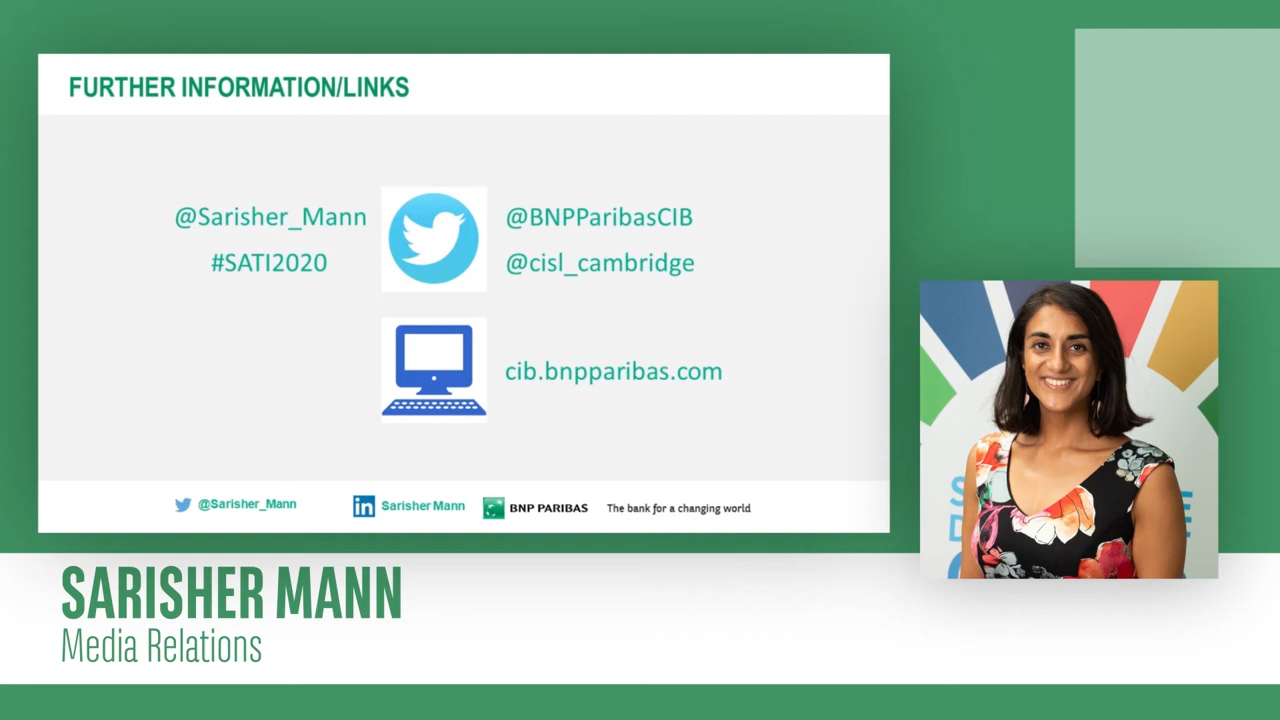 FURTHER INFORMATION/LINKS
@Sarisher_Mann
#SATI2020
@BNPParibasCIB
@cisl_cambridge
cib.bnpparibas.com
@Sarisher_Mann
in
Sarisher Mann
BNP PARIBAS
The bank for a changing world
SARISHER MANN
Media Relations